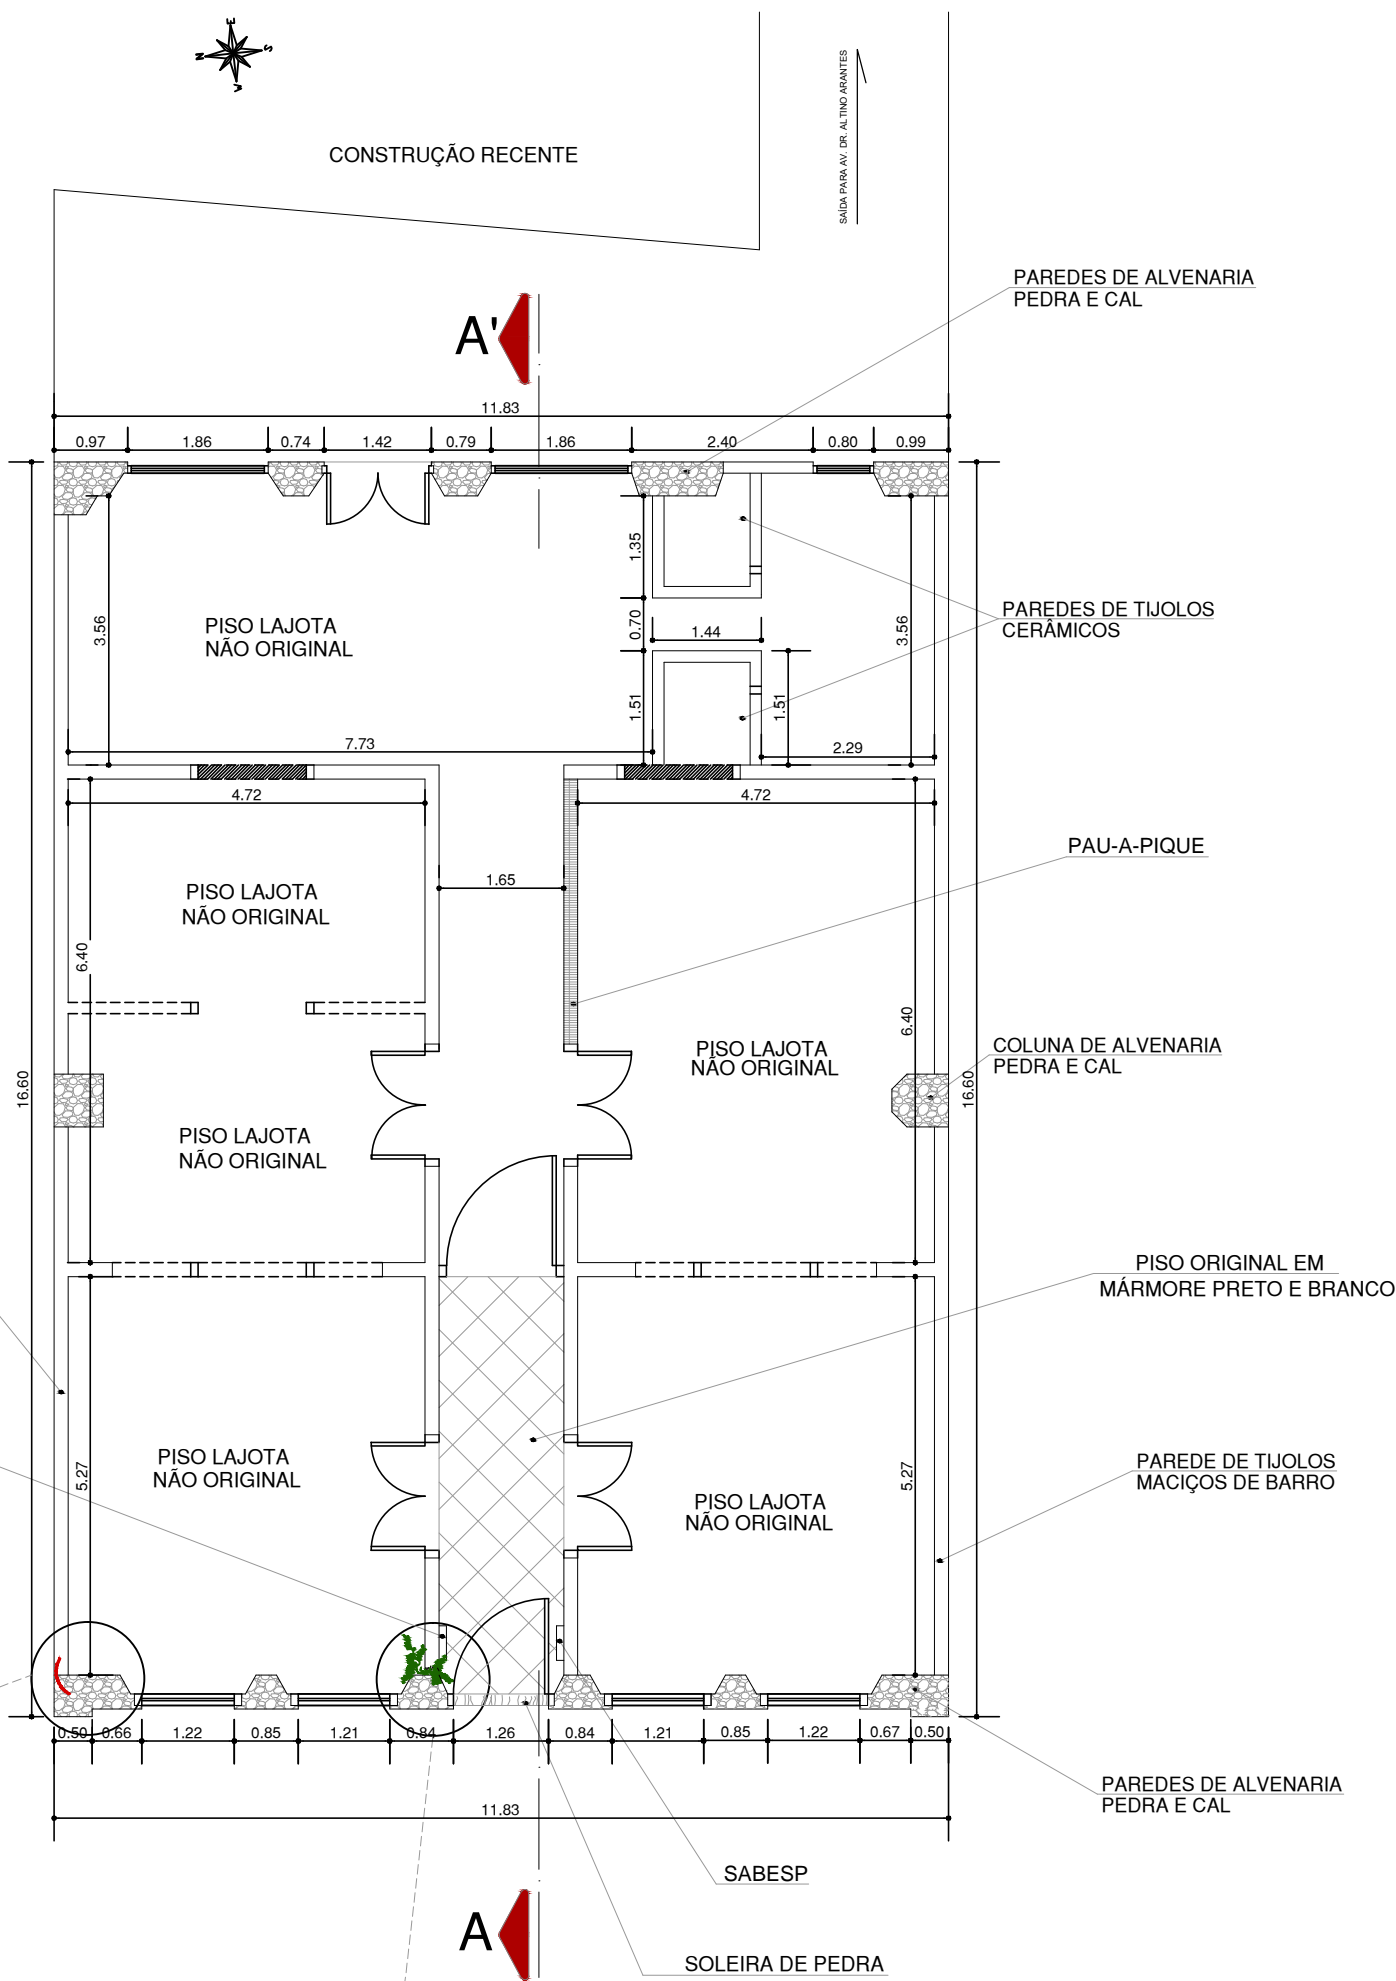 E
N
S
W
SAÍDA PARA AV. DR. ALTINO ARANTES
CONSTRUÇÃO RECENTE
PAREDES DE ALVENARIA
PEDRA E CAL
A'
11.83
0.97 1.86 0.74 1.42 0.79 1.86 2.40 0.80 0.99
1.35
3.56
PISO LAJOTA
NÃO ORIGINAL
0.70
1.44
3.56
PAREDES DE TIJOLOS
CERÂMICOS
1.51
1.51
7.73
2.29
4.72
4.72
PAU-A-PIQUE
1.65
PISO LAJOTA
NÃO ORIGINAL
6.40
6.40
PISO LAJOTA
NÃO ORIGINAL
COLUNA DE ALVENARIA
PEDRA E CAL
16.60
16.60
PISO LAJOTA
NÃO ORIGINAL
PISO ORIGINAL EM
MÁRMORE PRETO E BRANCO
PISO LAJOTA
NÃO ORIGINAL
5.27
5.27
PAREDE DE TIJOLOS
MACIÇOS DE BARRO
PISO LAJOTA
NÃO ORIGINAL
0.50 0.66 1.22 0.85 1.21 0.84 1.26 0.84 1.21 0.85 1.22 0.67 0.50
PAREDES DE ALVENARIA
PEDRA E CAL
11.83
SABESP
A
SOLEIRA DE PEDRA